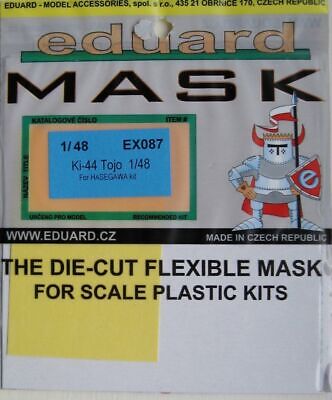 EDUARD - MODEL ACCESSORIES, spol. s r.o., 435 21 OBRNICE 170, CZECH REPUBLIC
eduard
MASK
KATALOGOVÉ ČÍSLO ITEM #
1/48 EX087
Ki-44 Tojo 1/48
For HASEGAWA kit
NÁZEV TITLE
URČENO PRO MODEL RECOMMENDED KIT
WWW.EDUARD.CZ MADE IN CZECH REPUBLIC
THE DIE-CUT FLEXIBLE MASK
FOR SCALE PLASTIC KITS